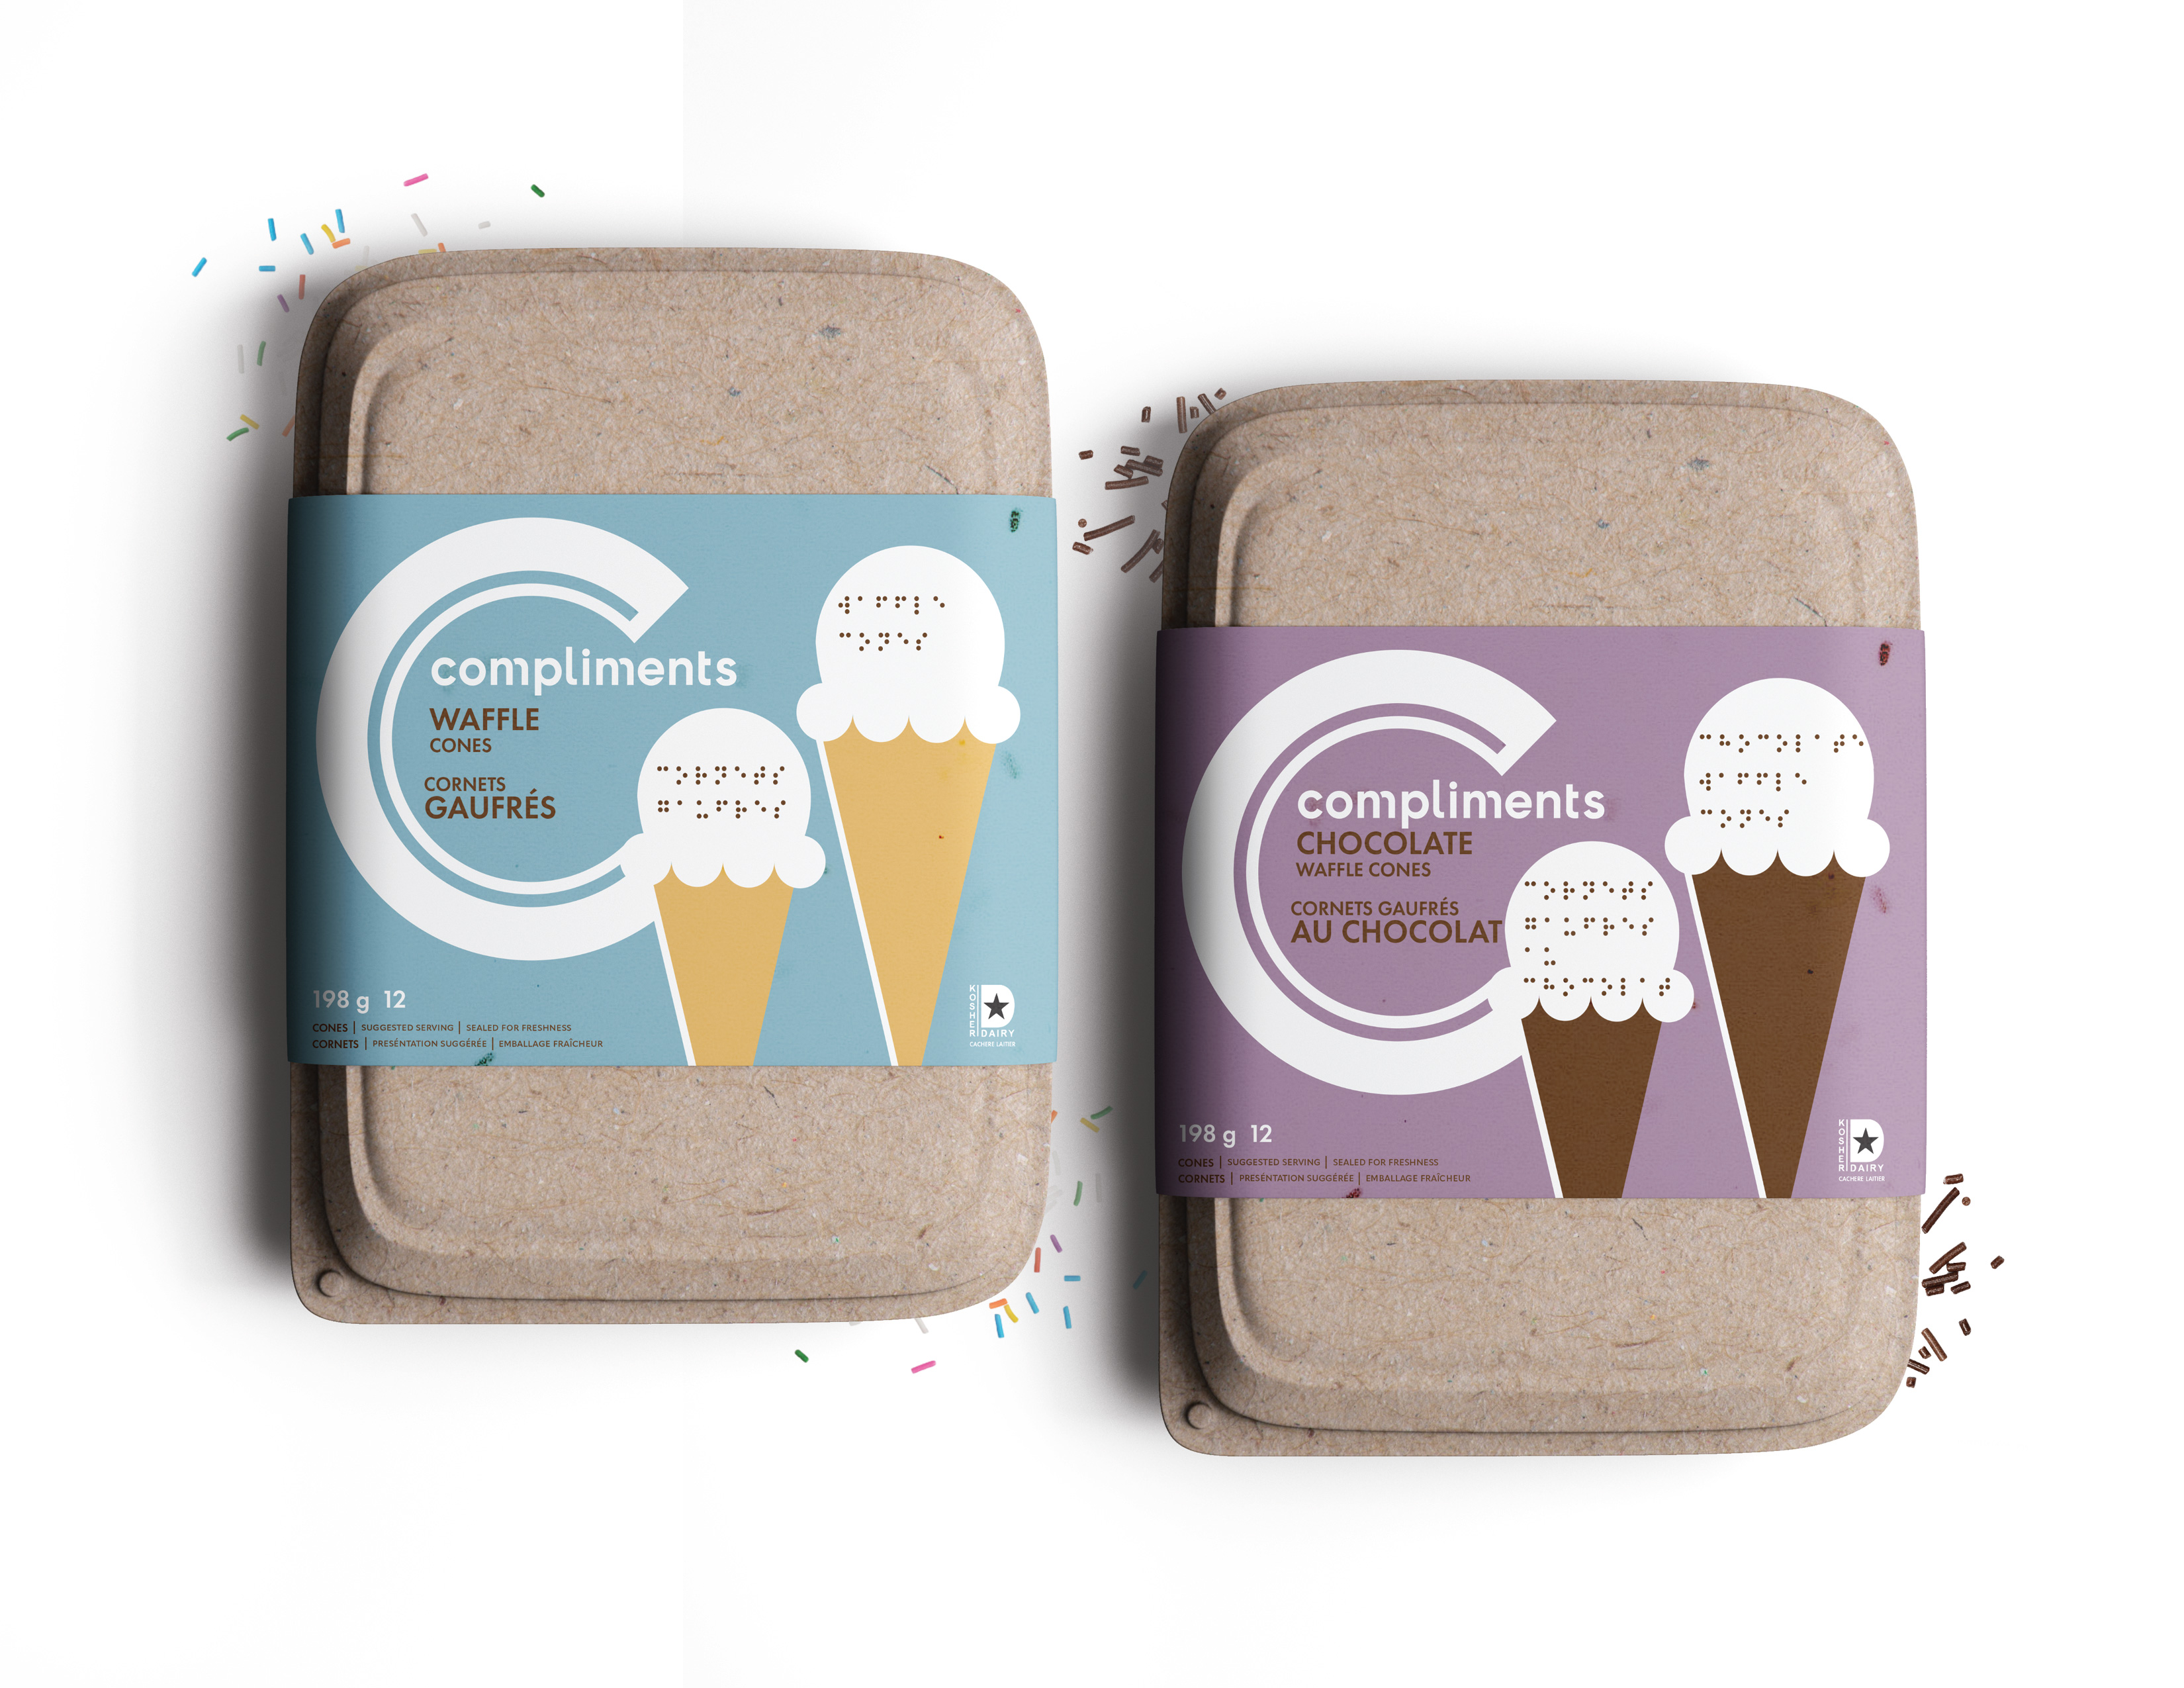 compliments
WAFFLE
CONES
CORNETS
GAUFRÉS
⠺⠁⠋⠋⠇⠑
⠉⠕⠝⠑⠎
⠉⠕⠗⠝⠑⠞⠎
⠛⠁⠥⠋⠗⠑⠎
198 g 12
CONES | SUGGESTED SERVING | SEALED FOR FRESHNESS
CORNETS | PRESÉNTATION SUGGÉRÉE | EMBALLAGE FRAÎCHEUR
KOSHER
D
DAIRY
CACHERE LAITIER
compliments
CHOCOLATE
WAFFLE CONES
CORNETS GAUFRÉS
AU CHOCOLAT
⠉⠓⠕⠉⠕⠇⠁⠞⠑
⠺⠁⠋⠋⠇⠑
⠉⠕⠝⠑⠎
⠉⠕⠗⠝⠑⠞⠎
⠛⠁⠥⠋⠗⠑⠎
⠁⠥
⠉⠓⠕⠉⠕⠇⠁⠞
198 g 12
CONES | SUGGESTED SERVING | SEALED FOR FRESHNESS
CORNETS | PRESÉNTATION SUGGÉRÉE | EMBALLAGE FRAÎCHEUR
KOSHER
D
DAIRY
CACHERE LAITIER